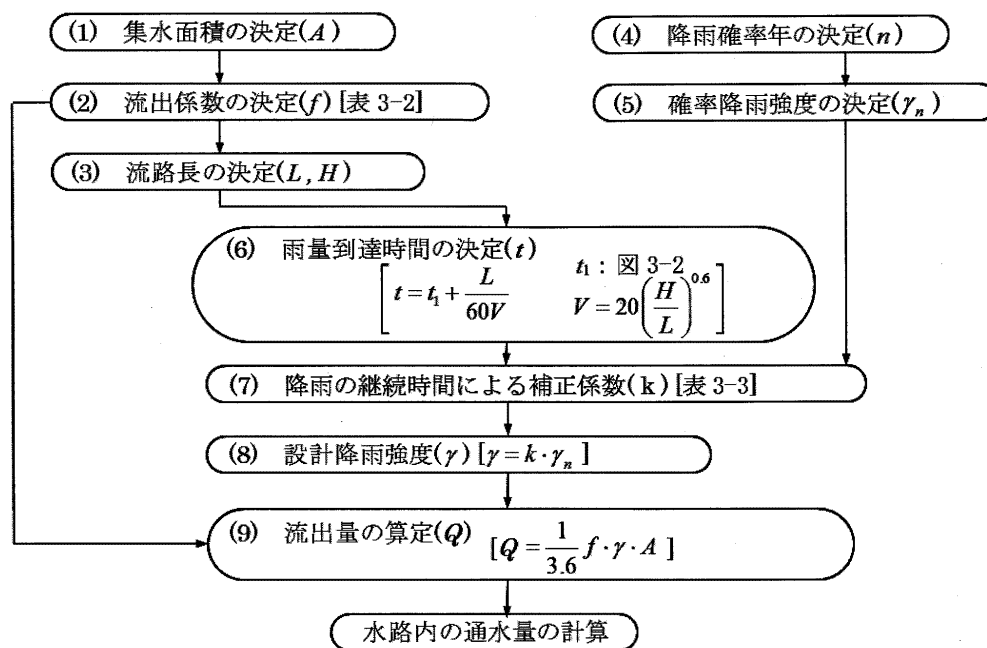 (1) 集水面積の決定(A)
(4) 降雨確率年の決定(n)
(2) 流出係数の決定(f)[表 3-2]
(5) 確率降雨強度の決定(γn)
(3) 流路長の決定(L, H)
(6) 雨量到達時間の決定(t)
t1：図 3-2
[t = t1 + L/60V V = 20(H/L)^0.6]
(7) 降雨の継続時間による補正係数(k)[表 3-3]
(8) 設計降雨強度(γ)[γ = k・γn]
(9) 流出量の算定(Q) [Q = 1/3.6 f・γ・A]
水路内の通水量の計算